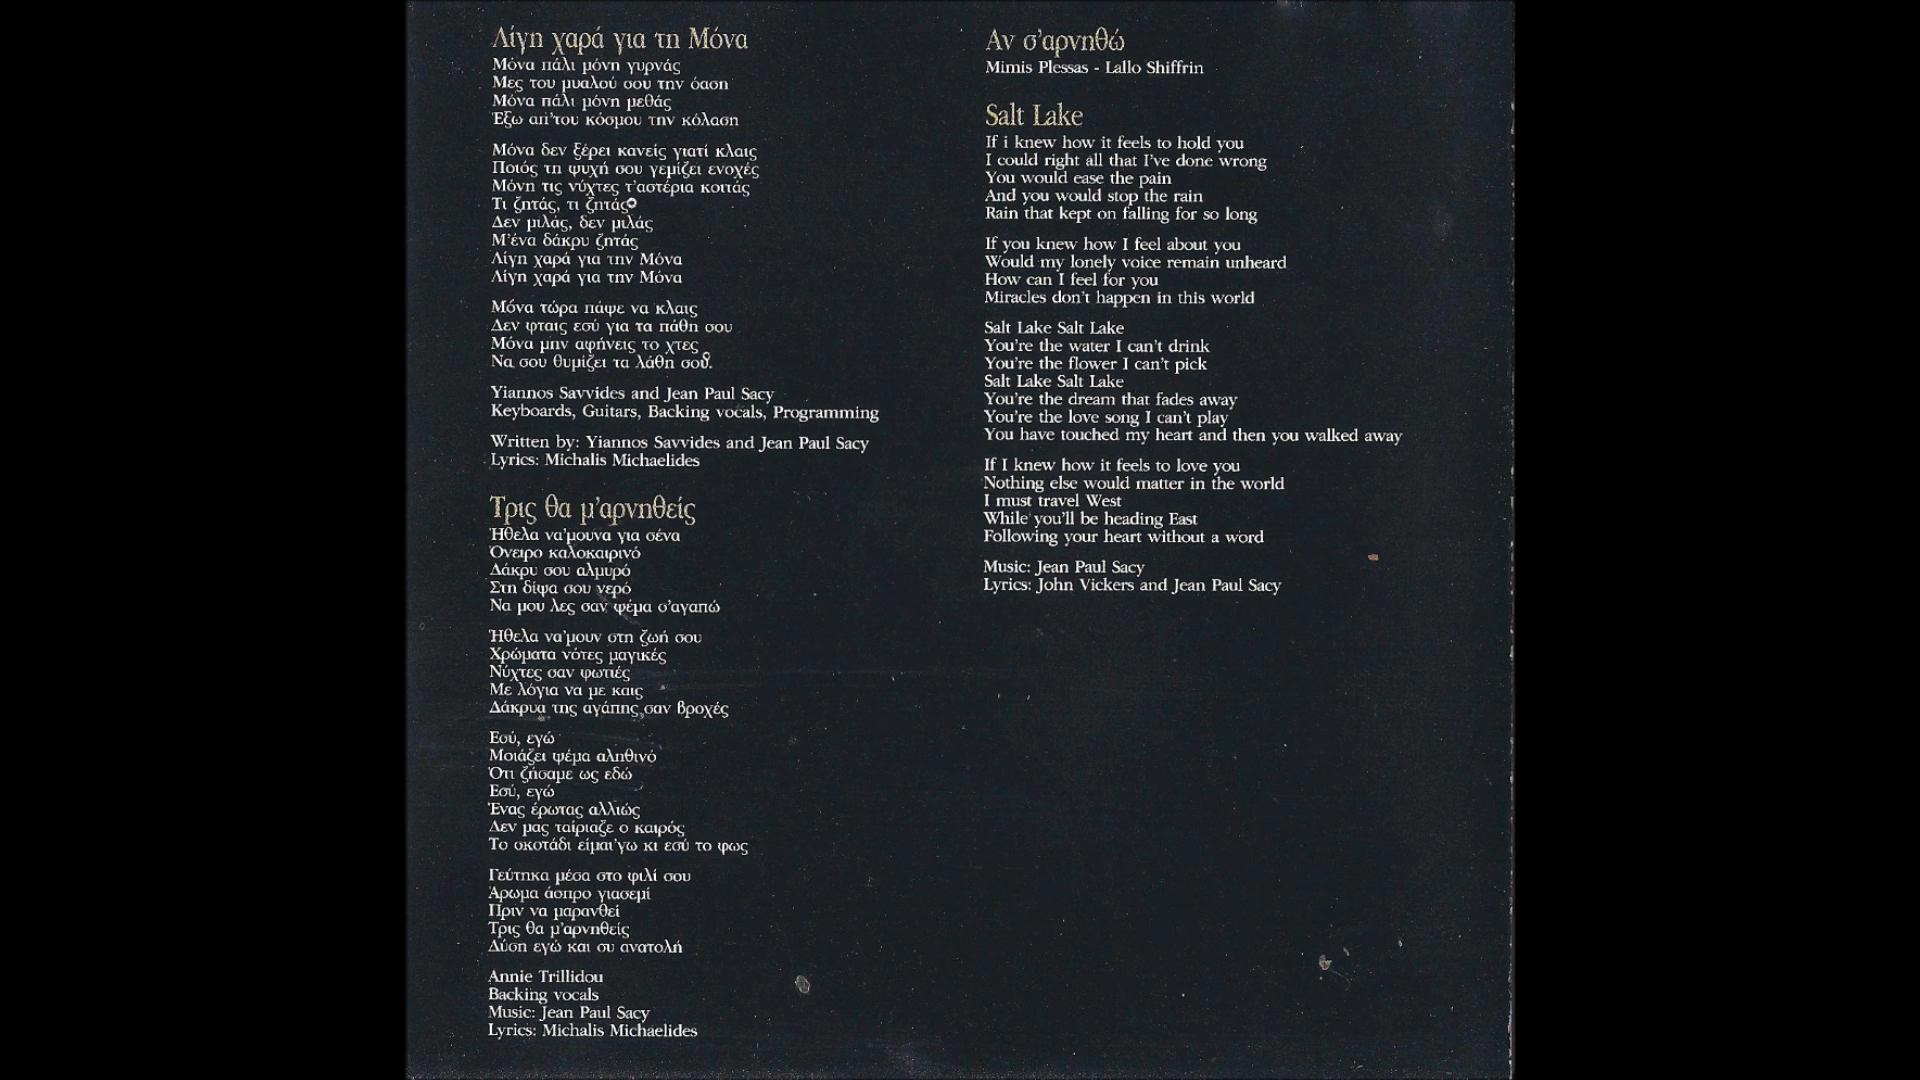 Λίγη χαρά για τη Μόνα
Μόνα πάλι μόνη γυρνάς
Μες του μυαλού σου την όαση
Μόνα πάλι μόνη μεθάς
Έξω απ'του κόσμου την κόλαση
Μόνα δεν ξέρει κανείς γιατί κλαις
Ποιός τη ψυχή σου γεμίζει ενοχές
Μόνη τις νύχτες τ'αστέρια κοιτάς
Τι ζητάς, τι ζητάς
Δεν μιλάς, δεν μιλάς
Μ'ένα δάκρυ ζητάς
Λίγη χαρά για την Μόνα
Λίγη χαρά για την Μόνα
Μόνα τώρα πάψε να κλαις
Δεν φταις εσύ για τα πάθη σου
Μόνα μην αφήνεις το χτες
Να σου θυμίζει τα λάθη σου.
Yiannos Savvides and Jean Paul Sacy
Keyboards, Guitars, Backing vocals, Programming
Written by: Yiannos Savvides and Jean Paul Sacy
Lyrics: Michalis Michaelides
Τρις θα μ'αρνηθείς
Ήθελα να'μουνα για σένα
Όνειρο καλοκαιρινό
Δάκρυ σου αλμυρό
Στη δίψα σου νερό
Να μου λες σαν ψέμα σ'αγαπώ
Ήθελα να'μουν στη ζωή σου
Χρώματα νότες μαγικές
Νύχτες σαν φωτιές
Με λόγια να με καις
Δάκρυα της αγάπης σαν βροχές
Εσύ, εγώ
Μοιάζει ψέμα αληθινό
Ότι ζήσαμε ως εδώ
Εσύ, εγώ
Ένας έρωτας αλλιώς
Δεν μας ταίριαζε ο καιρός
Το σκοτάδι είμαι'γω κι εσύ το φως
Γεύτηκα μέσα στο φιλί σου
Άρωμα άσπρο γιασεμί
Πριν να μαρανθεί
Τρις θα μ'αρνηθείς
Δύση εγώ και συ ανατολή
Annie Trillidou
Backing vocals
Music: Jean Paul Sacy
Lyrics: Michalis Michaelides
Αν σ'αρνηθώ
Mimis Plessas - Lallo Shiffrin
Salt Lake
If i knew how it feels to hold you
I could right all that I've done wrong
You would ease the pain
And you would stop the rain
Rain that kept on falling for so long
If you knew how I feel about you
Would my lonely voice remain unheard
How can I feel for you
Miracles don't happen in this world
Salt Lake Salt Lake
You're the water I can't drink
You're the flower I can't pick
Salt Lake Salt Lake
You're the dream that fades away
You're the love song I can't play
You have touched my heart and then you walked away
If I knew how it feels to love you
Nothing else would matter in the world
I must travel West
While you'll be heading East
Following your heart without a word
Music: Jean Paul Sacy
Lyrics: John Vickers and Jean Paul Sacy